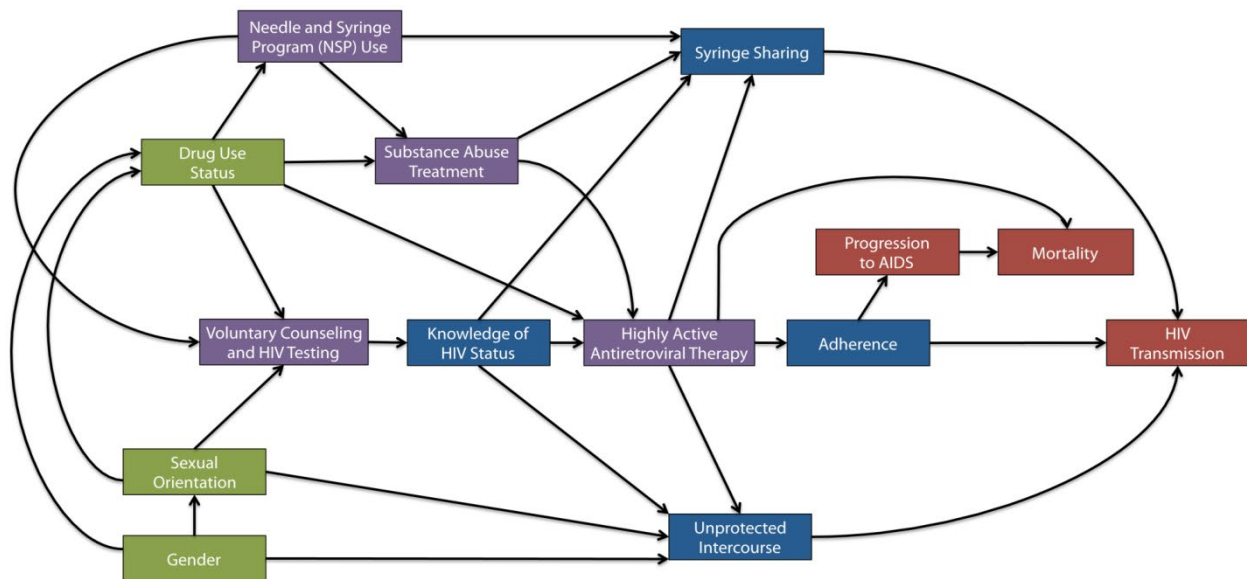 Needle and Syringe
Program (NSP) Use
Syringe Sharing
Drug Use
Status
Substance Abuse
Treatment
Progression
to AIDS
Mortality
Voluntary Counseling
and HIV Testing
Knowledge of
HIV Status
Highly Active
Antiretroviral Therapy
Adherence
HIV
Transmission
Sexual
Orientation
Unprotected
Intercourse
Gender